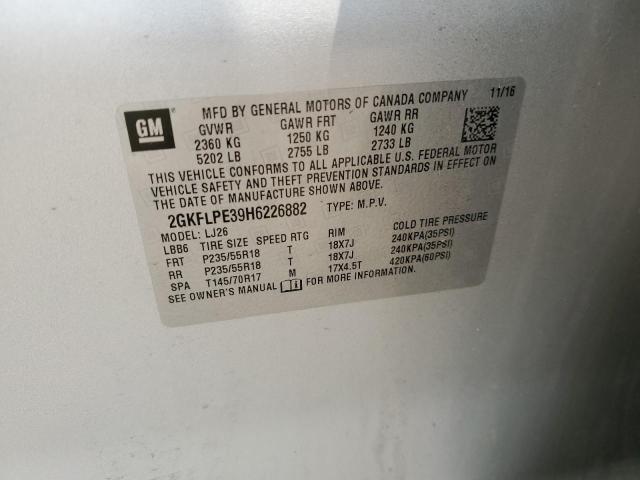 GM
MFD BY GENERAL MOTORS OF CANADA COMPANY 11/16
GVWR GAWR FRT GAWR RR
2360 KG 1250 KG 1240 KG
5202 LB 2755 LB 2733 LB
THIS VEHICLE CONFORMS TO ALL APPLICABLE U.S. FEDERAL MOTOR
VEHICLE SAFETY AND THEFT PREVENTION STANDARDS IN EFFECT ON
THE DATE OF MANUFACTURE SHOWN ABOVE.
2GKFLPE39H6226882 TYPE: M.P.V.
MODEL: LJ26
LBB6 TIRE SIZE SPEED RTG RIM COLD TIRE PRESSURE
FRT P235/55R18 T 18X7J 240KPA(35PSI)
RR P235/55R18 T 18X7J 240KPA(35PSI)
SPA T145/70R17 M 17X4.5T 420KPA(60PSI)
SEE OWNER'S MANUAL FOR MORE INFORMATION.